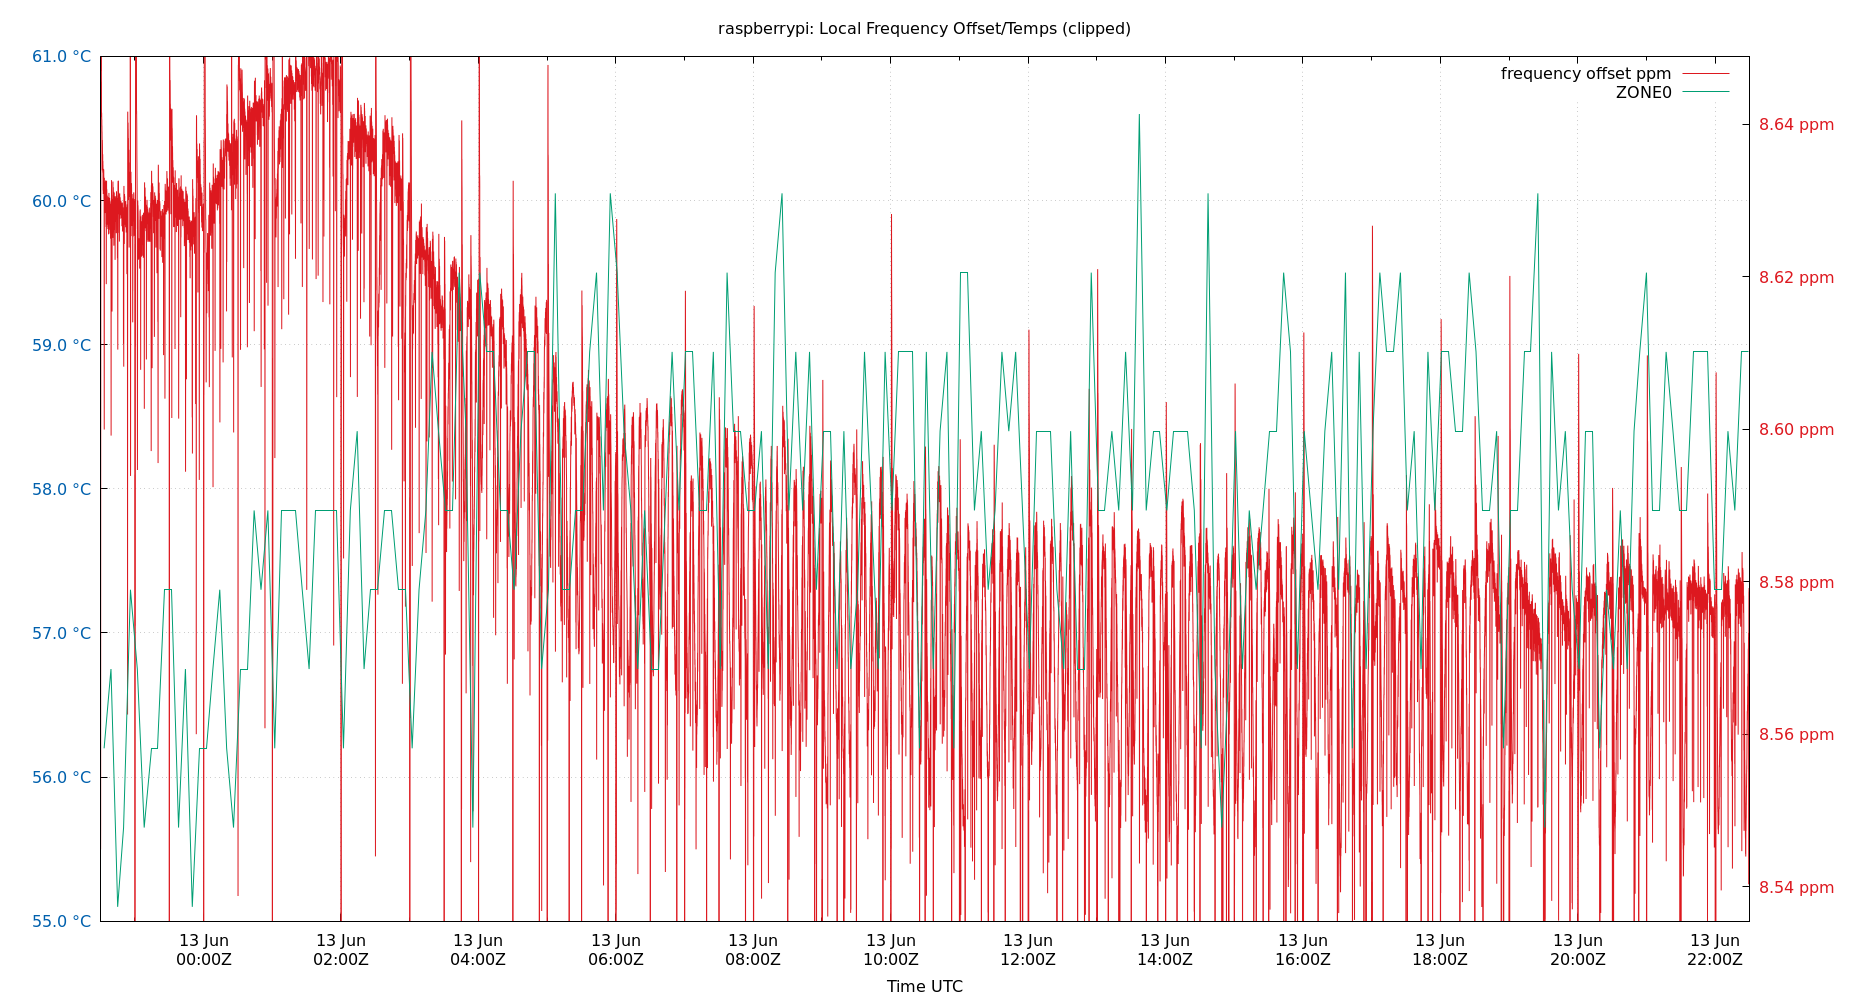 raspberrypi: Local Frequency Offset/Temps (clipped)
frequency offset ppm
ZONE0
61.0 °C
60.0 °C
59.0 °C
58.0 °C
57.0 °C
56.0 °C
55.0 °C
8.64 ppm
8.62 ppm
8.60 ppm
8.58 ppm
8.56 ppm
8.54 ppm
13 Jun 13 Jun 13 Jun 13 Jun 13 Jun 13 Jun 13 Jun 13 Jun 13 Jun 13 Jun 13 Jun 13 Jun
00:00Z 02:00Z 04:00Z 06:00Z 08:00Z 10:00Z 12:00Z 14:00Z 16:00Z 18:00Z 20:00Z 22:00Z
Time UTC